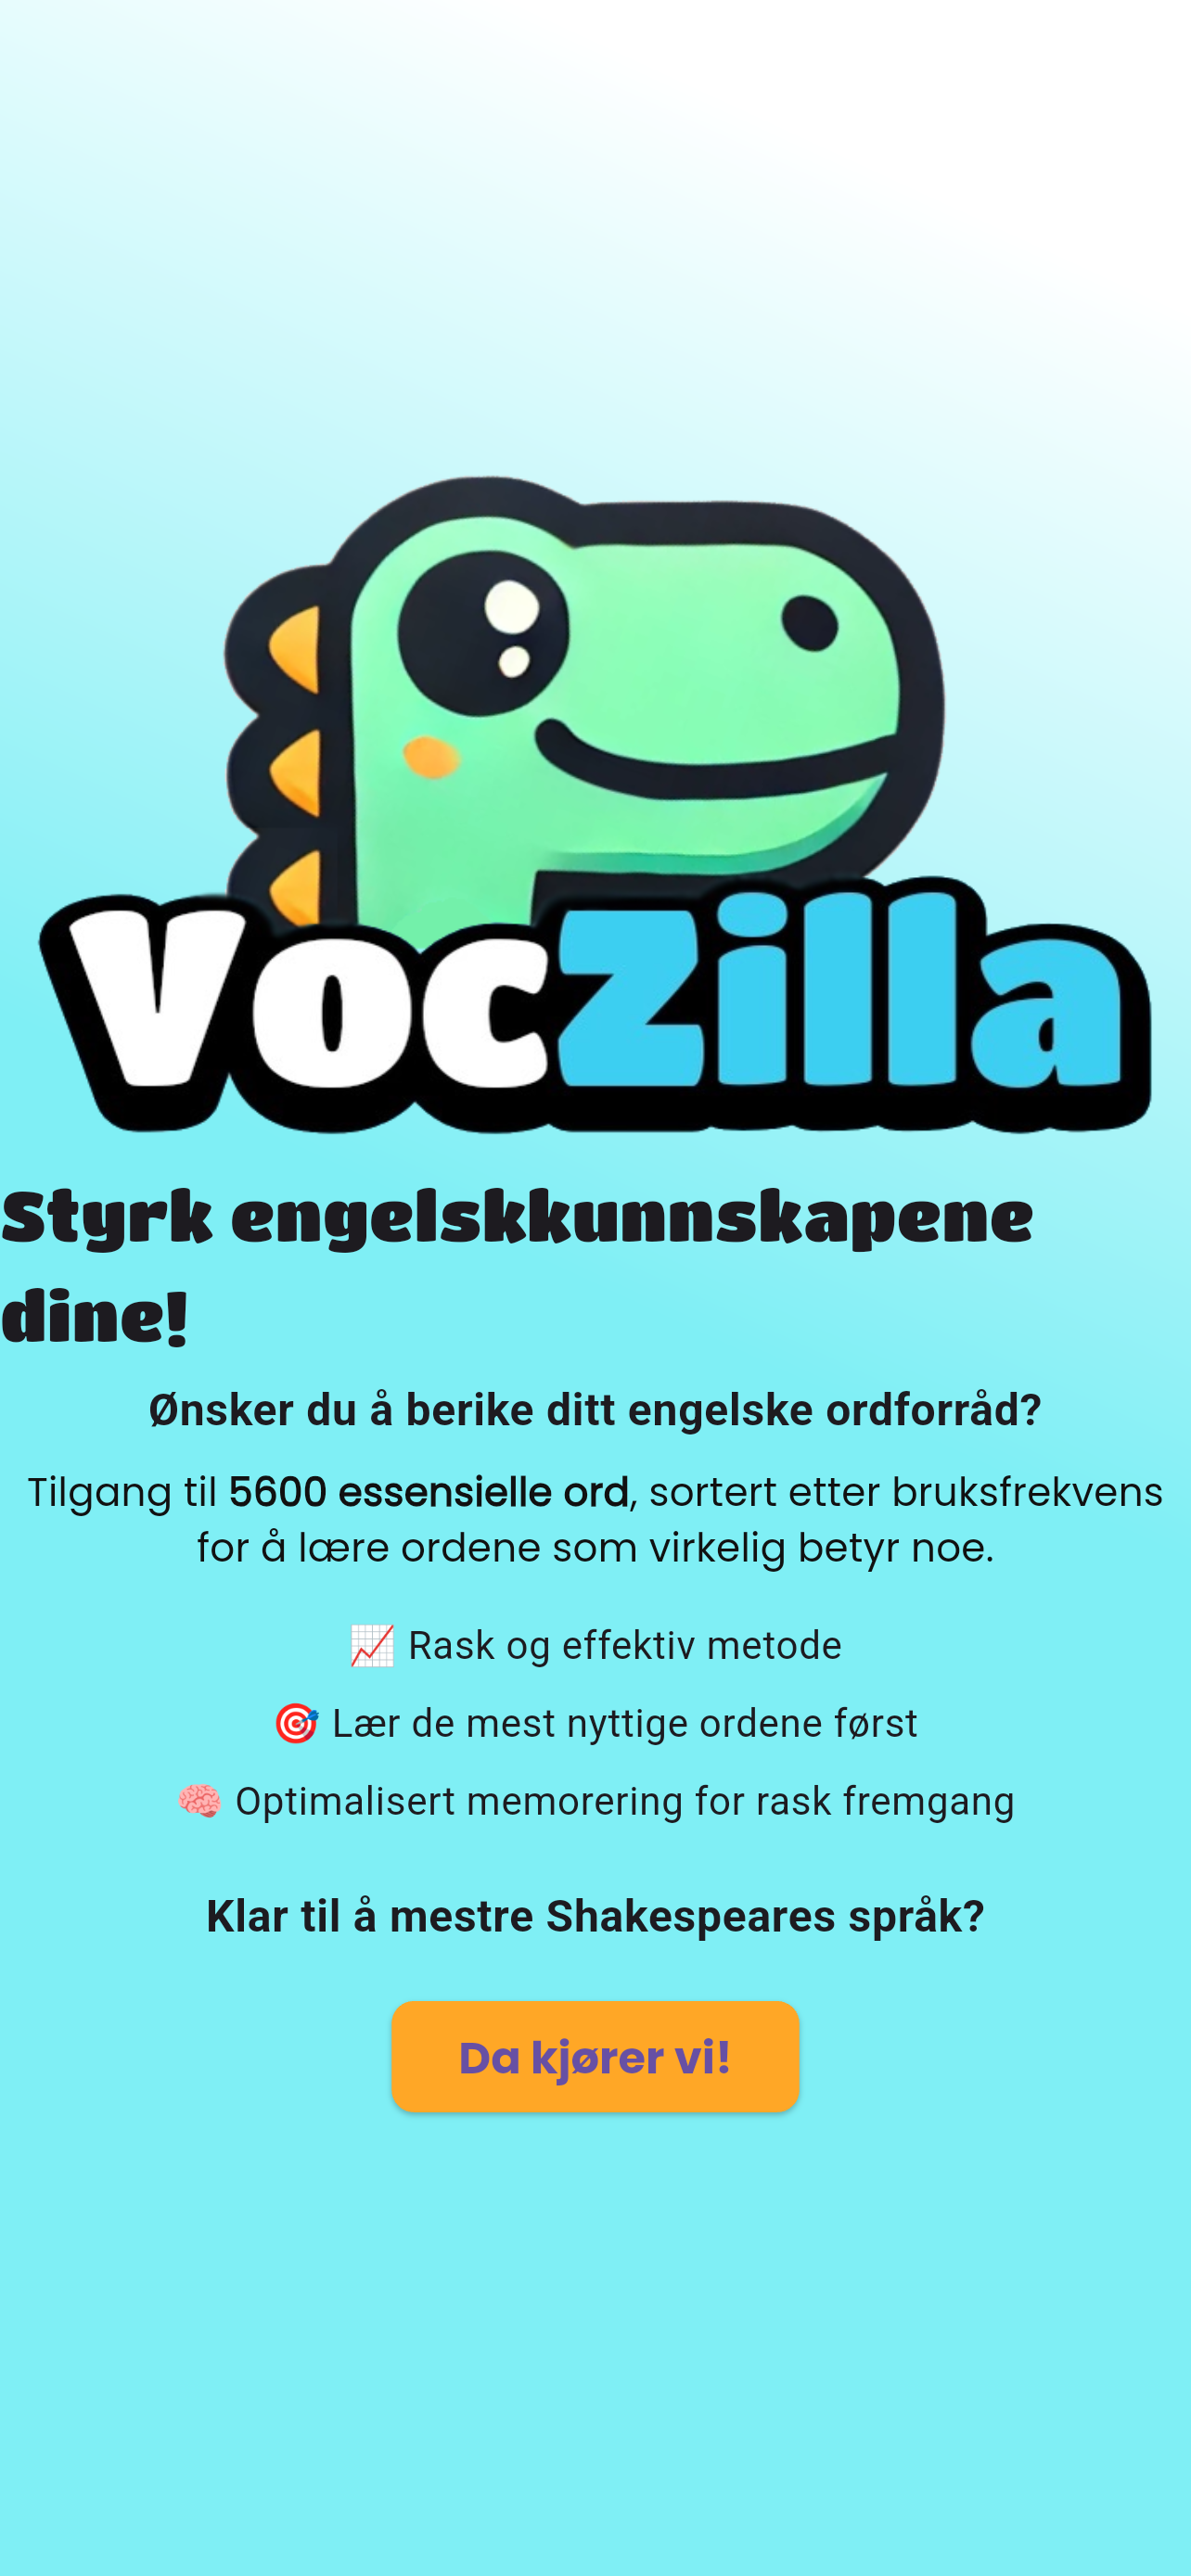 VocZilla
Styrk engelskkunnskapene
dine!
Ønsker du å berike ditt engelske ordforråd?
Tilgang til 5600 essensielle ord, sortert etter bruksfrekvens
for å lære ordene som virkelig betyr noe.
📈 Rask og effektiv metode
🎯 Lær de mest nyttige ordene først
🧠 Optimalisert memorering for rask fremgang
Klar til å mestre Shakespeares språk?
Da kjører vi!